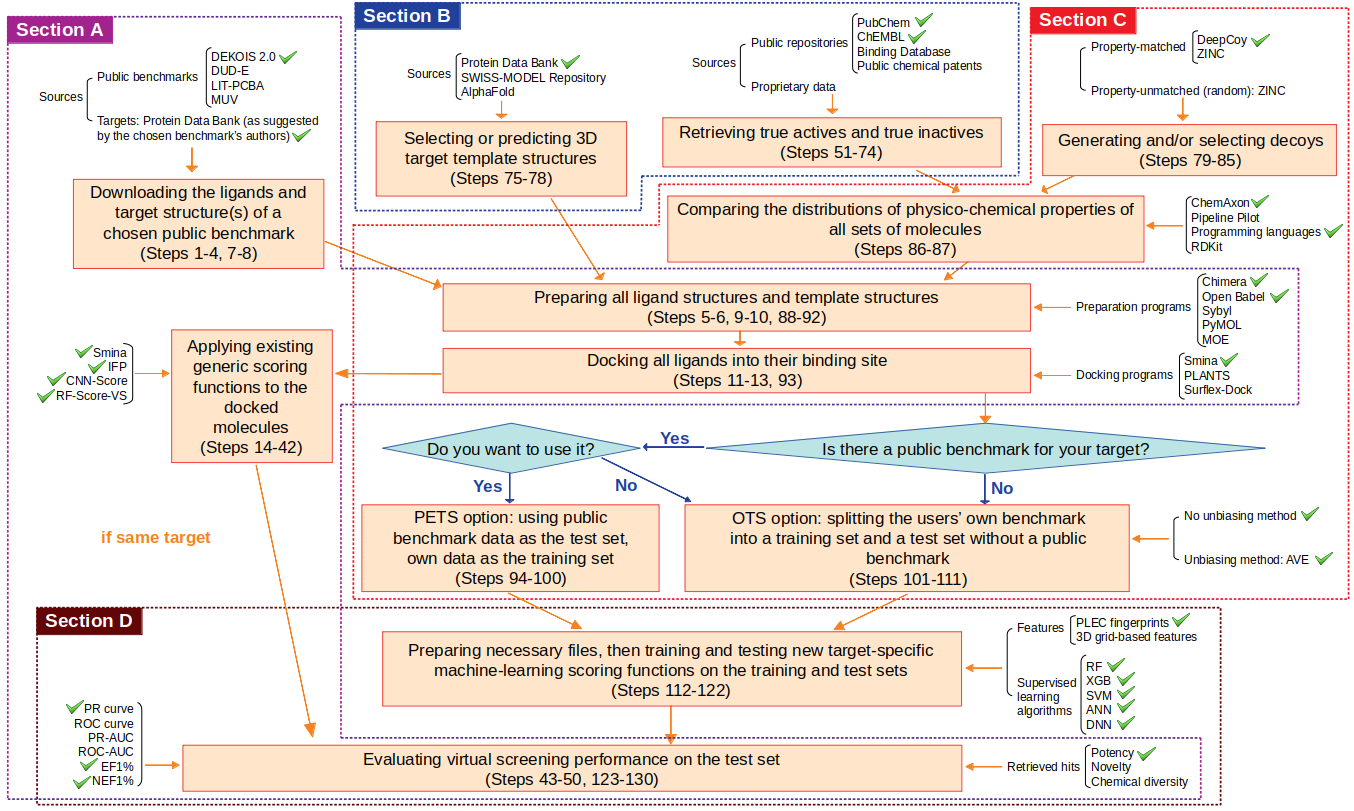 Section A
Sources
Public benchmarks
DEKOIS 2.0
DUD-E
LIT-PCBA
MUV
Targets: Protein Data Bank (as suggested
by the chosen benchmark's authors)
Downloading the ligands and
target structure(s) of a
chosen public benchmark
(Steps 1-4, 7-8)
Section B
Sources
Protein Data Bank
SWISS-MODEL Repository
AlphaFold
Selecting or predicting 3D
target template structures
(Steps 75-78)
Sources
Public repositories
PubChem
ChEMBL
Binding Database
Public chemical patents
Proprietary data
Retrieving true actives and true inactives
(Steps 51-74)
Section C
Property-matched
DeepCoy
ZINC
Property-unmatched (random): ZINC
Generating and/or selecting decoys
(Steps 79-85)
Comparing the distributions of physico-chemical properties of
all sets of molecules
(Steps 86-87)
ChemAxon
Pipeline Pilot
Programming languages
RDKit
Preparing all ligand structures and template structures
(Steps 5-6, 9-10, 88-92)
Preparation programs
Chimera
Open Babel
Sybyl
PyMOL
MOE
Docking all ligands into their binding site
(Steps 11-13, 93)
Docking programs
Smina
PLANTS
Surflex-Dock
Smina
IFP
CNN-Score
RF-Score-VS
Applying existing
generic scoring
functions to the
docked
molecules
(Steps 14-42)
Do you want to use it?
Yes
Is there a public benchmark for your target?
Yes
No
No
if same target
PETS option: using public
benchmark data as the test set,
own data as the training set
(Steps 94-100)
OTS option: splitting the users' own benchmark
into a training set and a test set without a public
benchmark
(Steps 101-111)
No unbiasing method
Unbiasing method: AVE
Section D
Preparing necessary files, then training and testing new target-specific
machine-learning scoring functions on the training and test sets
(Steps 112-122)
Features
PLEC fingerprints
3D grid-based features
Supervised
learning
algorithms
RF
XGB
SVM
ANN
DNN
PR curve
ROC curve
PR-AUC
ROC-AUC
EF1%
NEF1%
Evaluating virtual screening performance on the test set
(Steps 43-50, 123-130)
Retrieved hits
Potency
Novelty
Chemical diversity